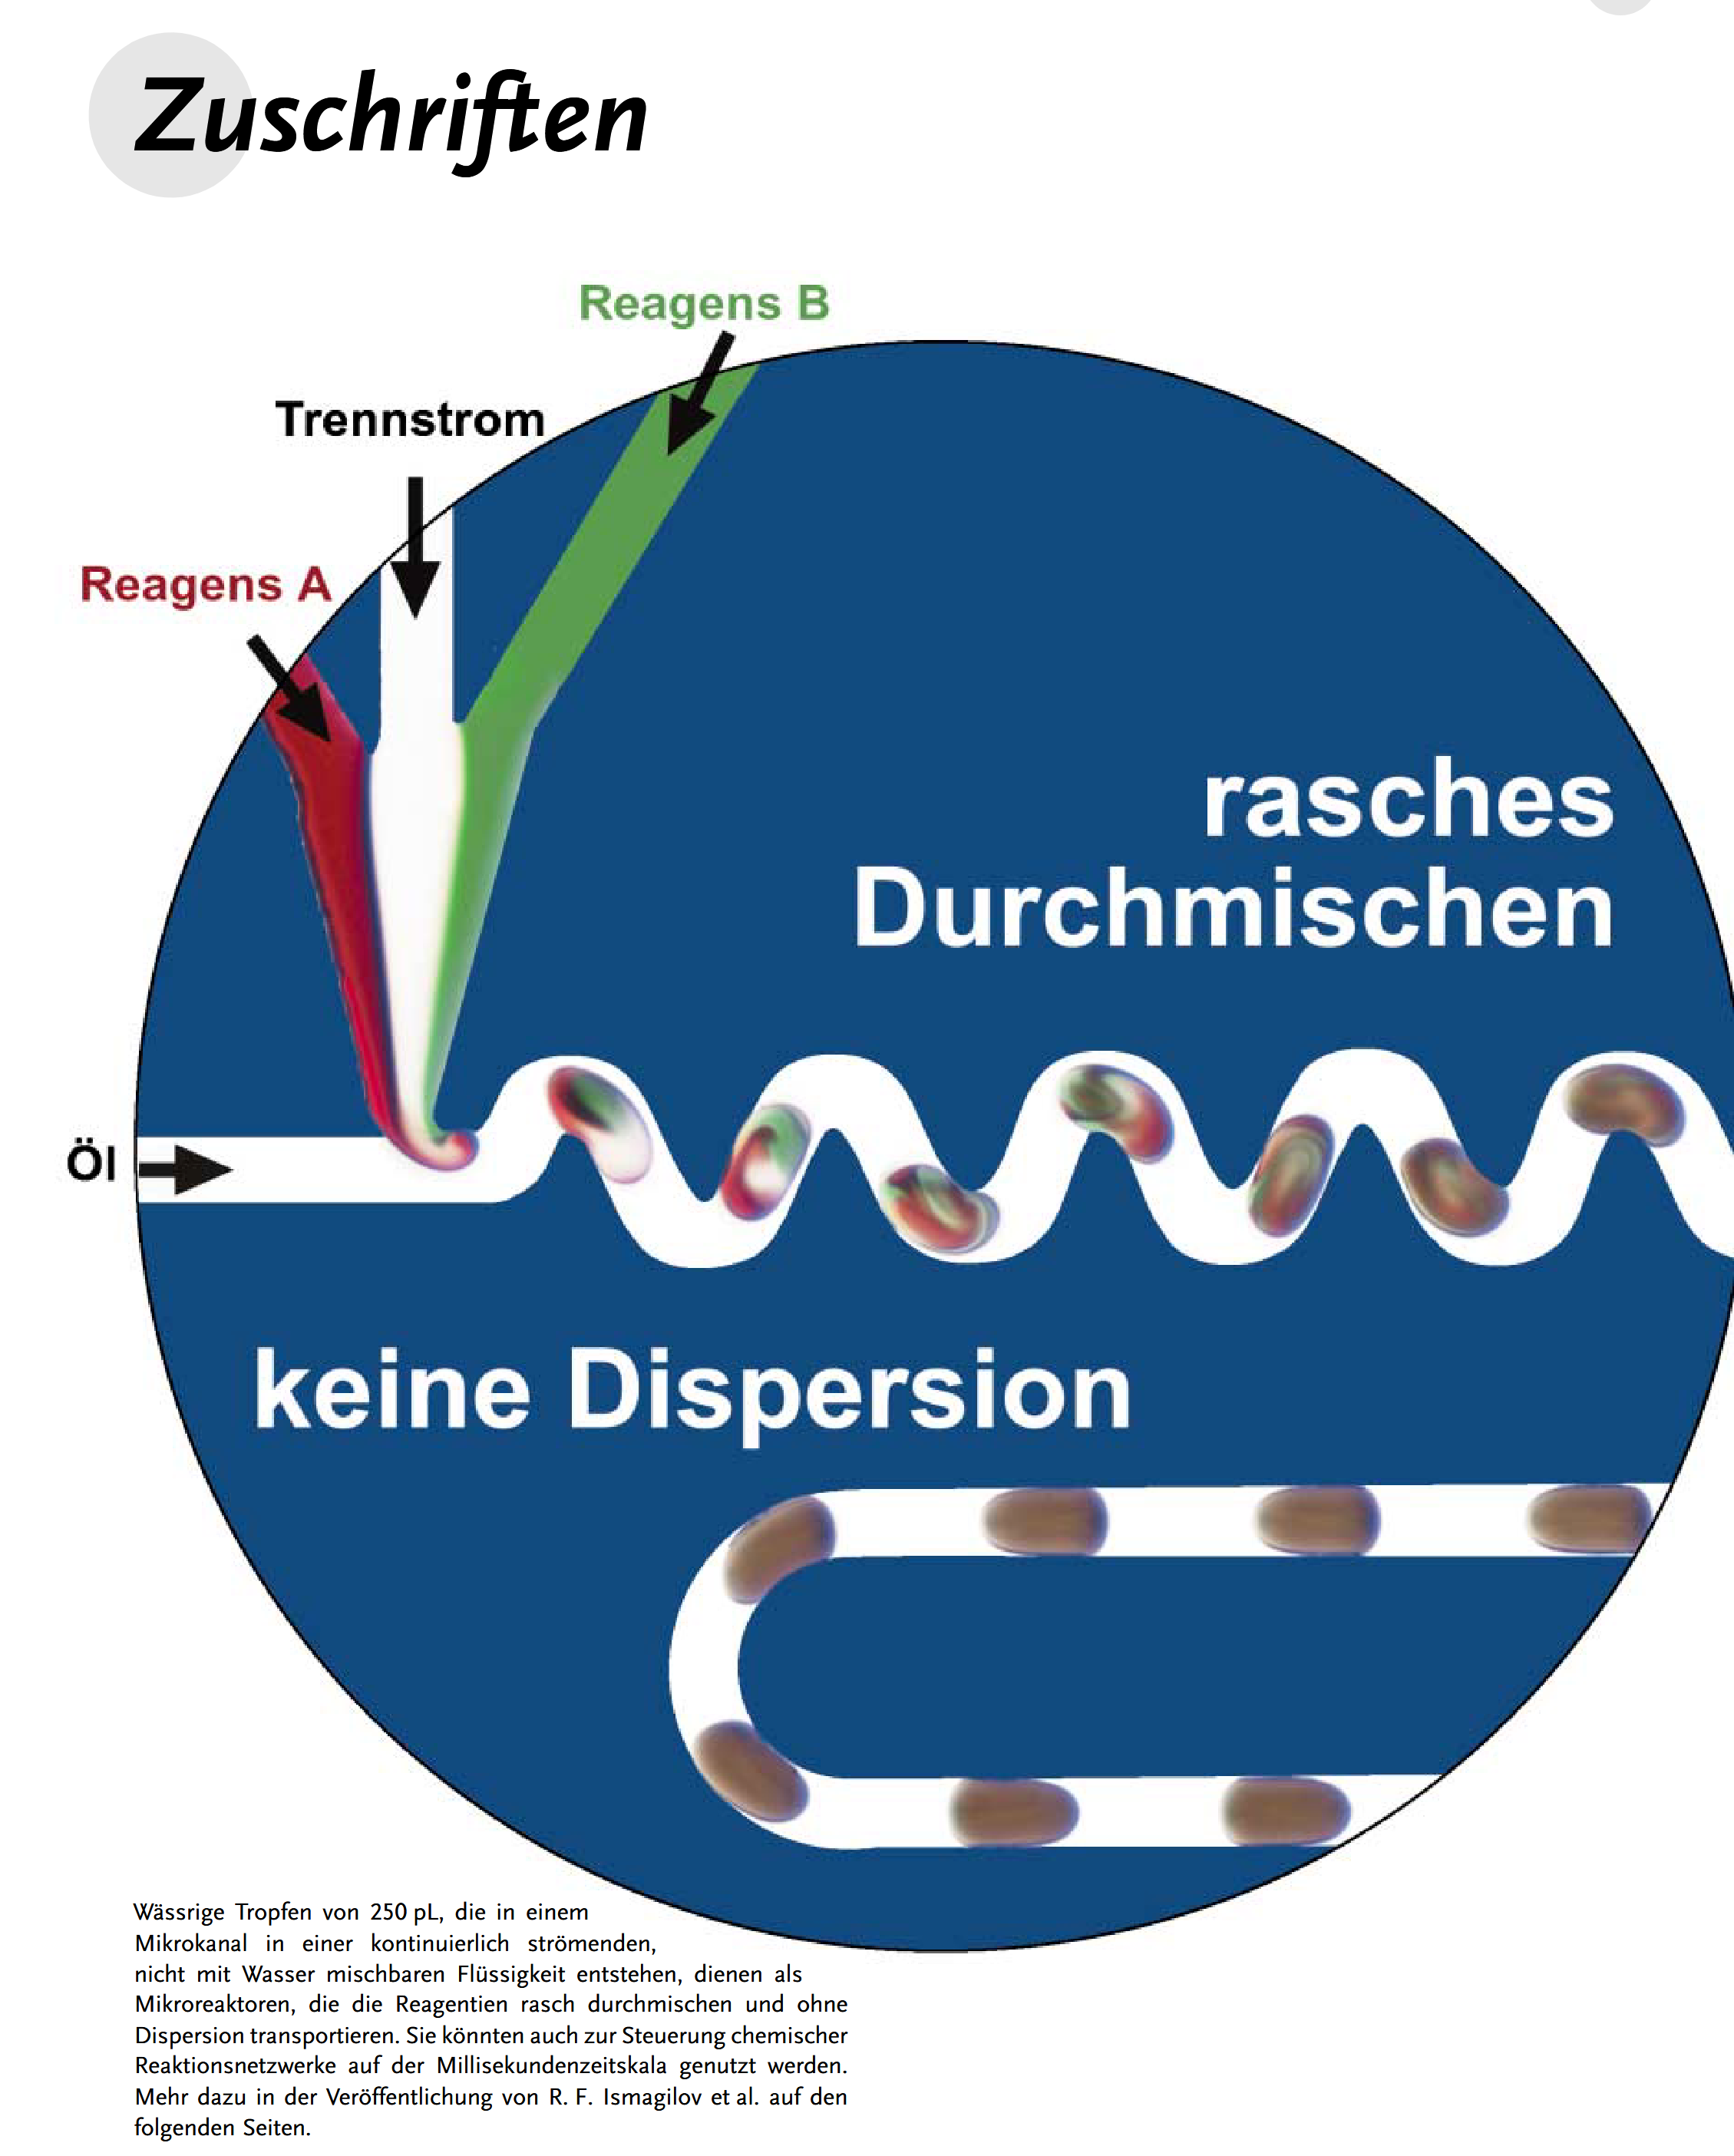 Zuschriften
Reagens B
Trennstrom
Reagens A
rasches
Durchmischen
Öl
keine Dispersion
Wässrige Tropfen von 250 pL, die in einem
Mikrokanal in einer kontinuierlich strömenden,
nicht mit Wasser mischbaren Flüssigkeit entstehen, dienen als
Mikroreaktoren, die die Reagentien rasch durchmischen und ohne
Dispersion transportieren. Sie könnten auch zur Steuerung chemischer
Reaktionsnetzwerke auf der Millisekundenzeitskala genutzt werden.
Mehr dazu in der Veröffentlichung von R. F. Ismagilov et al. auf den
folgenden Seiten.